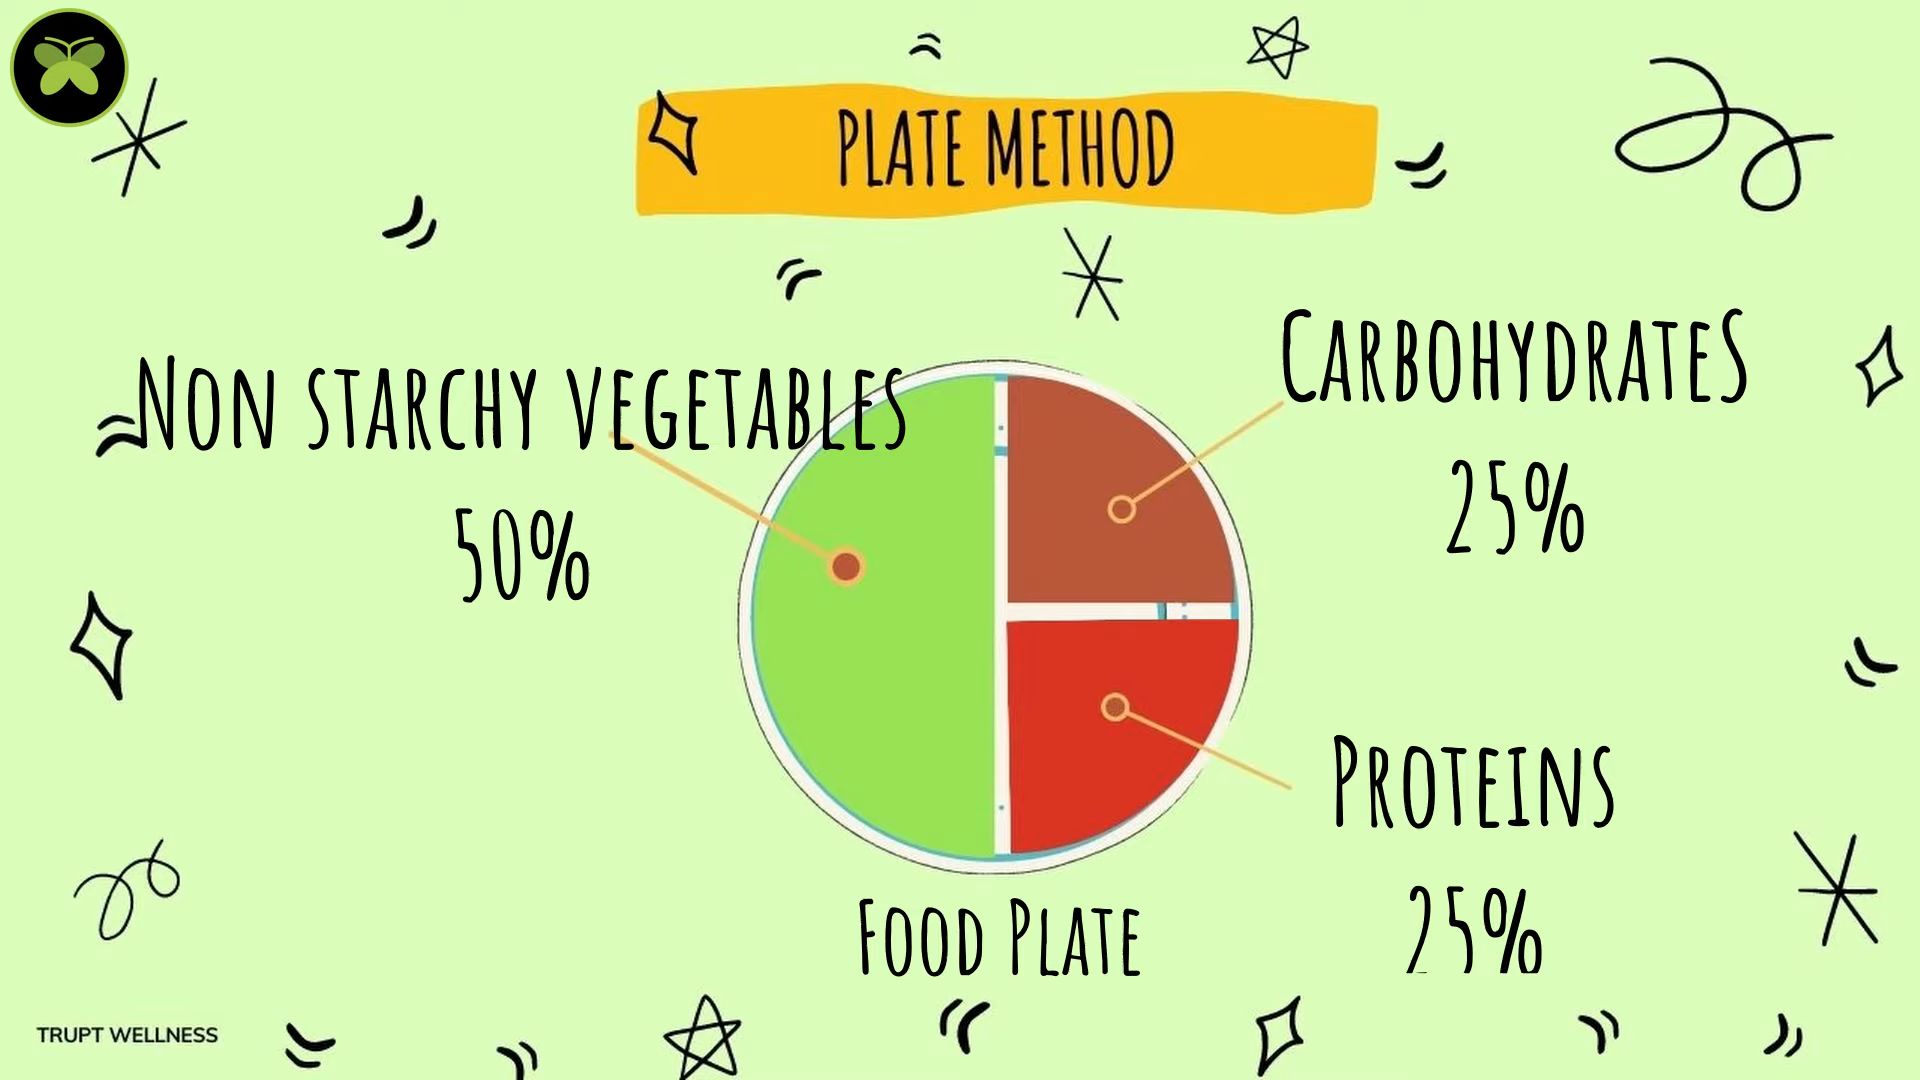 PLATE METHOD
NON STARCHY VEGETABLES
50%
CARBOHYDRATES
25%
PROTEINS
25%
FOOD PLATE
TRUPT WELLNESS